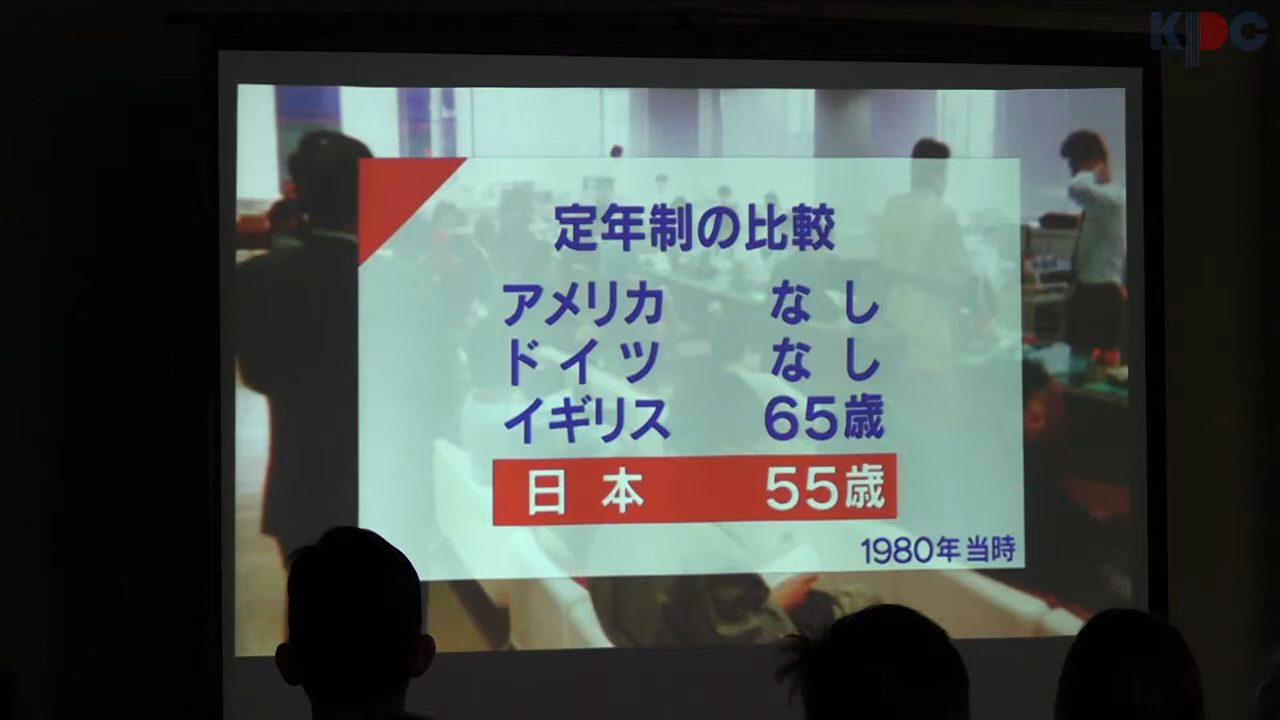 KPC
定年制の比較
アメリカ なし
ドイツ なし
イギリス 65歳
日本 55歳
1980年当時